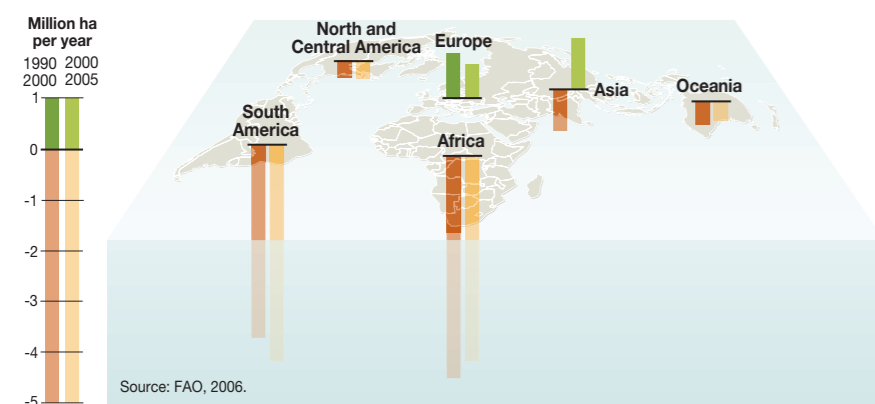 Million ha
per year
1990 2000
2000 2005
1
0
-1
-2
-3
-4
-5
North and
Central America
Europe
Asia
Oceania
South
America
Africa
Source: FAO, 2006.